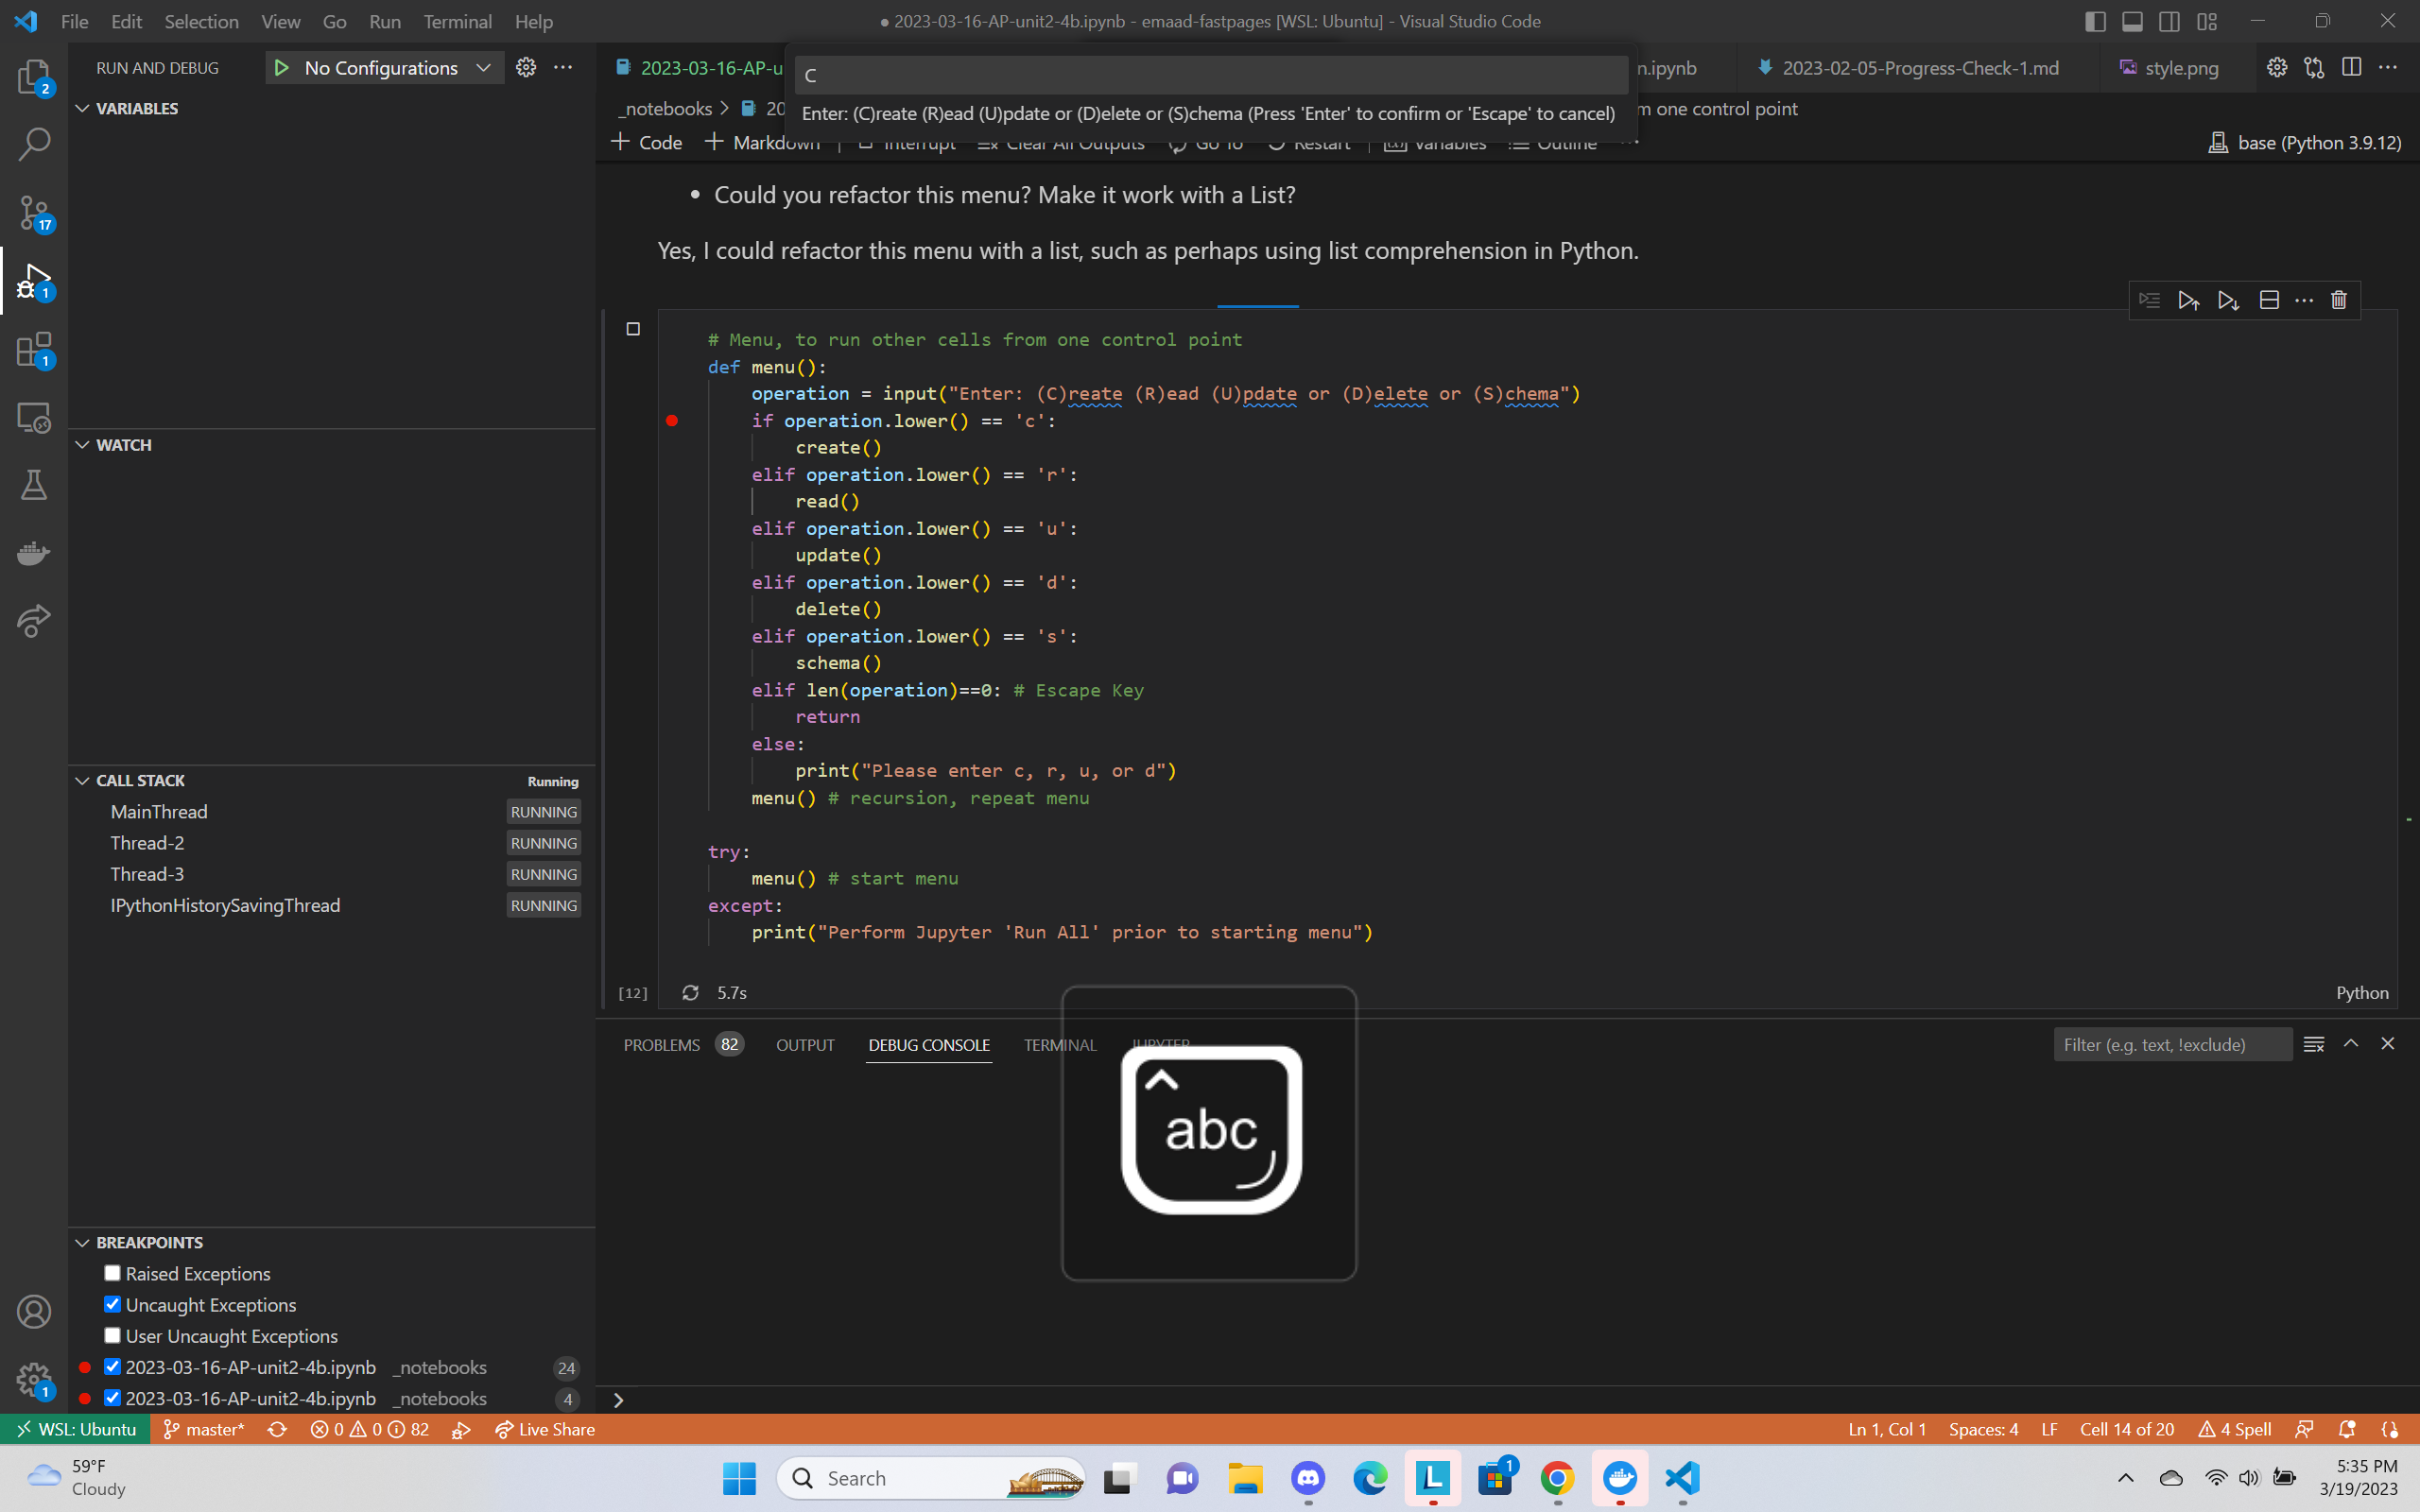 File Edit Selection View Go Run Terminal Help
● 2023-03-16-AP-unit2-4b.ipynb - emaad-fastpages [WSL: Ubuntu] - Visual Studio Code
RUN AND DEBUG
No Configurations
2023-03-16-AP-u
n.ipynb
2023-02-05-Progress-Check-1.md
style.png
C
Enter: (C)reate (R)ead (U)pdate or (D)elete or (S)chema (Press 'Enter' to confirm or 'Escape' to cancel)
_notebooks > 20
m one control point
+ Code + Markdown
Interrupt Clear All Outputs Go To Restart Variables Outline ...
base (Python 3.9.12)
2
17
1
1
1
VARIABLES
WATCH
CALL STACK Running
MainThread RUNNING
Thread-2 RUNNING
Thread-3 RUNNING
IPythonHistorySavingThread RUNNING
BREAKPOINTS
Raised Exceptions
Uncaught Exceptions
User Uncaught Exceptions
2023-03-16-AP-unit2-4b.ipynb _notebooks 24
2023-03-16-AP-unit2-4b.ipynb _notebooks 4
• Could you refactor this menu? Make it work with a List?
Yes, I could refactor this menu with a list, such as perhaps using list comprehension in Python.
# Menu, to run other cells from one control point
def menu():
operation = input("Enter: (C)reate (R)ead (U)pdate or (D)elete or (S)chema")
if operation.lower() == 'c':
create()
elif operation.lower() == 'r':
read()
elif operation.lower() == 'u':
update()
elif operation.lower() == 'd':
delete()
elif operation.lower() == 's':
schema()
elif len(operation)==0: # Escape Key
return
else:
print("Please enter c, r, u, or d")
menu() # recursion, repeat menu
try:
menu() # start menu
except:
print("Perform Jupyter 'Run All' prior to starting menu")
[12] 5.7s
Python
PROBLEMS 82 OUTPUT DEBUG CONSOLE TERMINAL JUPYTER
Filter (e.g. text, !exclude)
abc
WSL: Ubuntu master* 0 0 82 Live Share
Ln 1, Col 1 Spaces: 4 LF Cell 14 of 20 4 Spell
59°F
Cloudy
Search
L
1
5:35 PM
3/19/2023